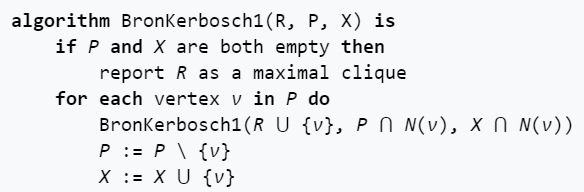 algorithm BronKerbosch1(R, P, X) is
    if P and X are both empty then
        report R as a maximal clique
    for each vertex v in P do
        BronKerbosch1(R ⋃ {v}, P ⋂ N(v), X ⋂ N(v))
        P := P \ {v}
        X := X ⋃ {v}